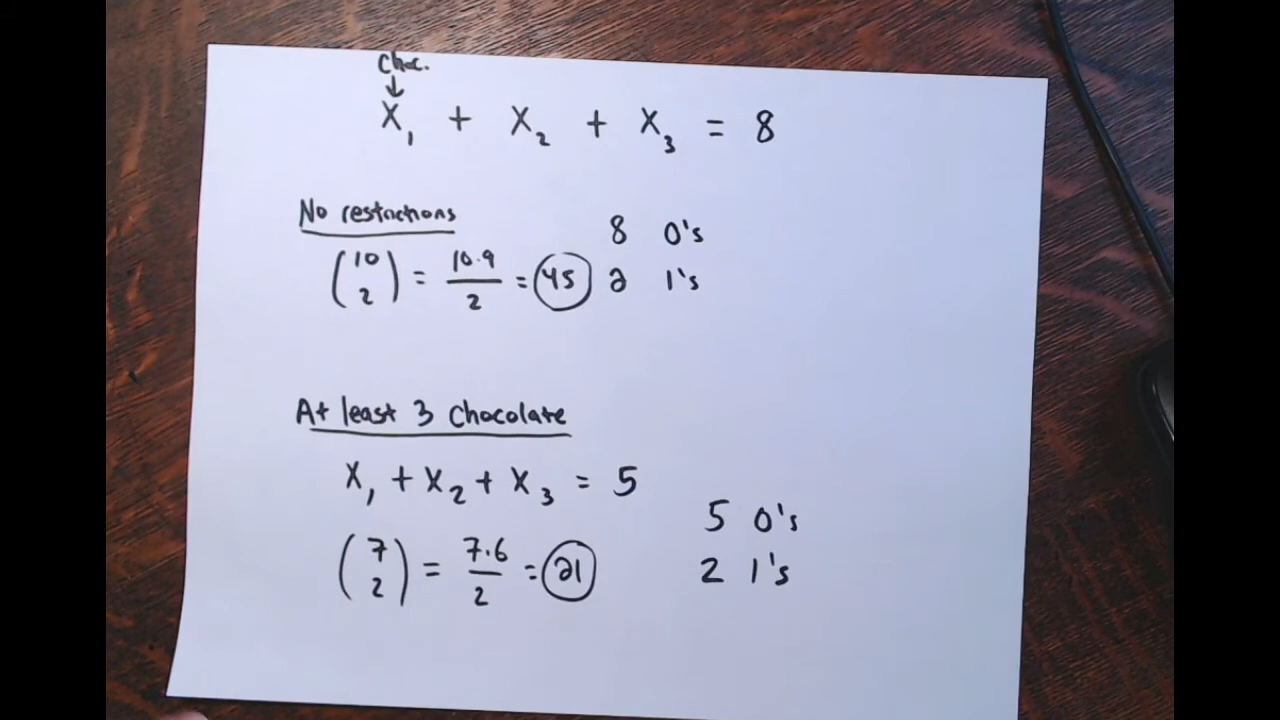 choc.
↓
X₁ + X₂ + X₃ = 8
No restrictions
8 0's
(10 2) = 10·9/2 = 45
2 1's
At least 3 chocolate
X₁ + X₂ + X₃ = 5
5 0's
(7 2) = 7·6/2 = 21
2 1's